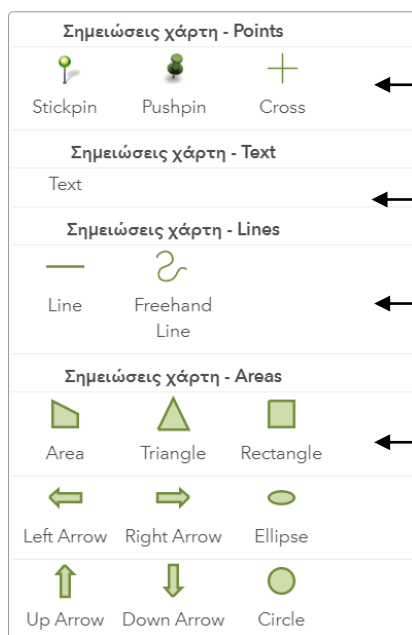 Σημειώσεις χάρτη - Points
Stickpin Pushpin Cross
Σημειώσεις χάρτη - Text
Text
Σημειώσεις χάρτη - Lines
Line Freehand
Line
Σημειώσεις χάρτη - Areas
Area Triangle Rectangle
Left Arrow Right Arrow Ellipse
Up Arrow Down Arrow Circle